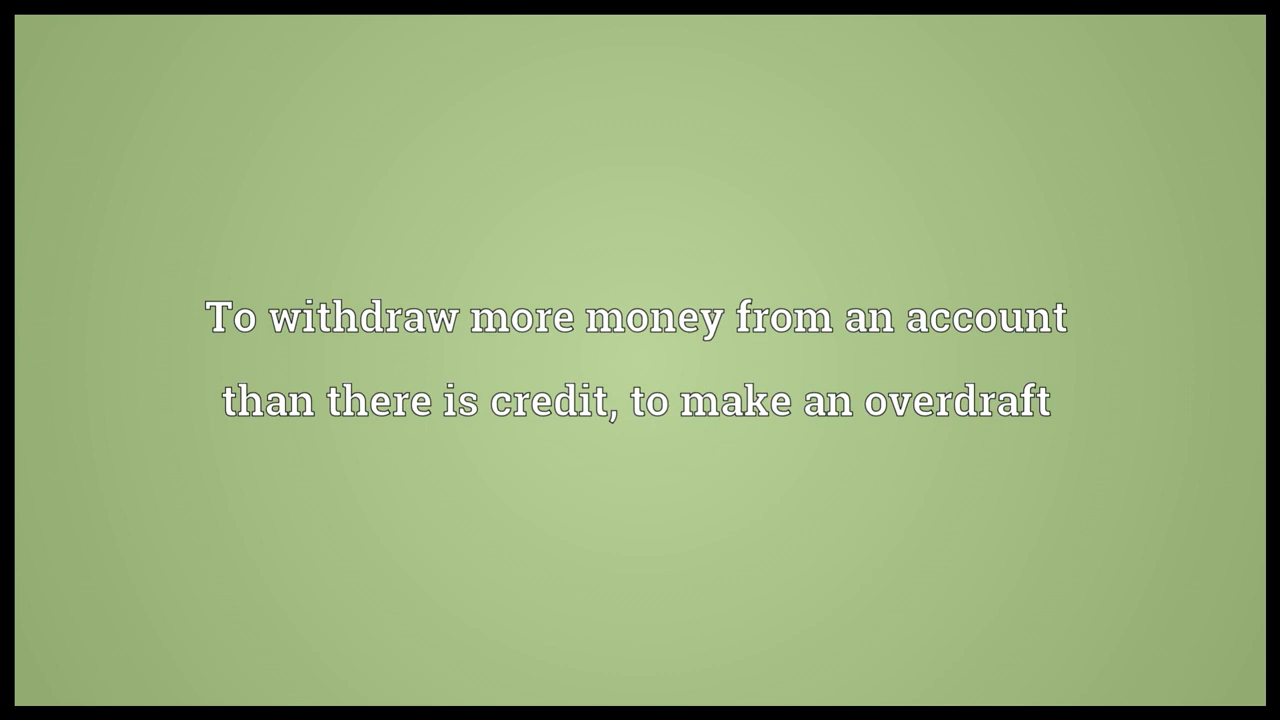 To withdraw more money from an account
than there is credit, to make an overdraft